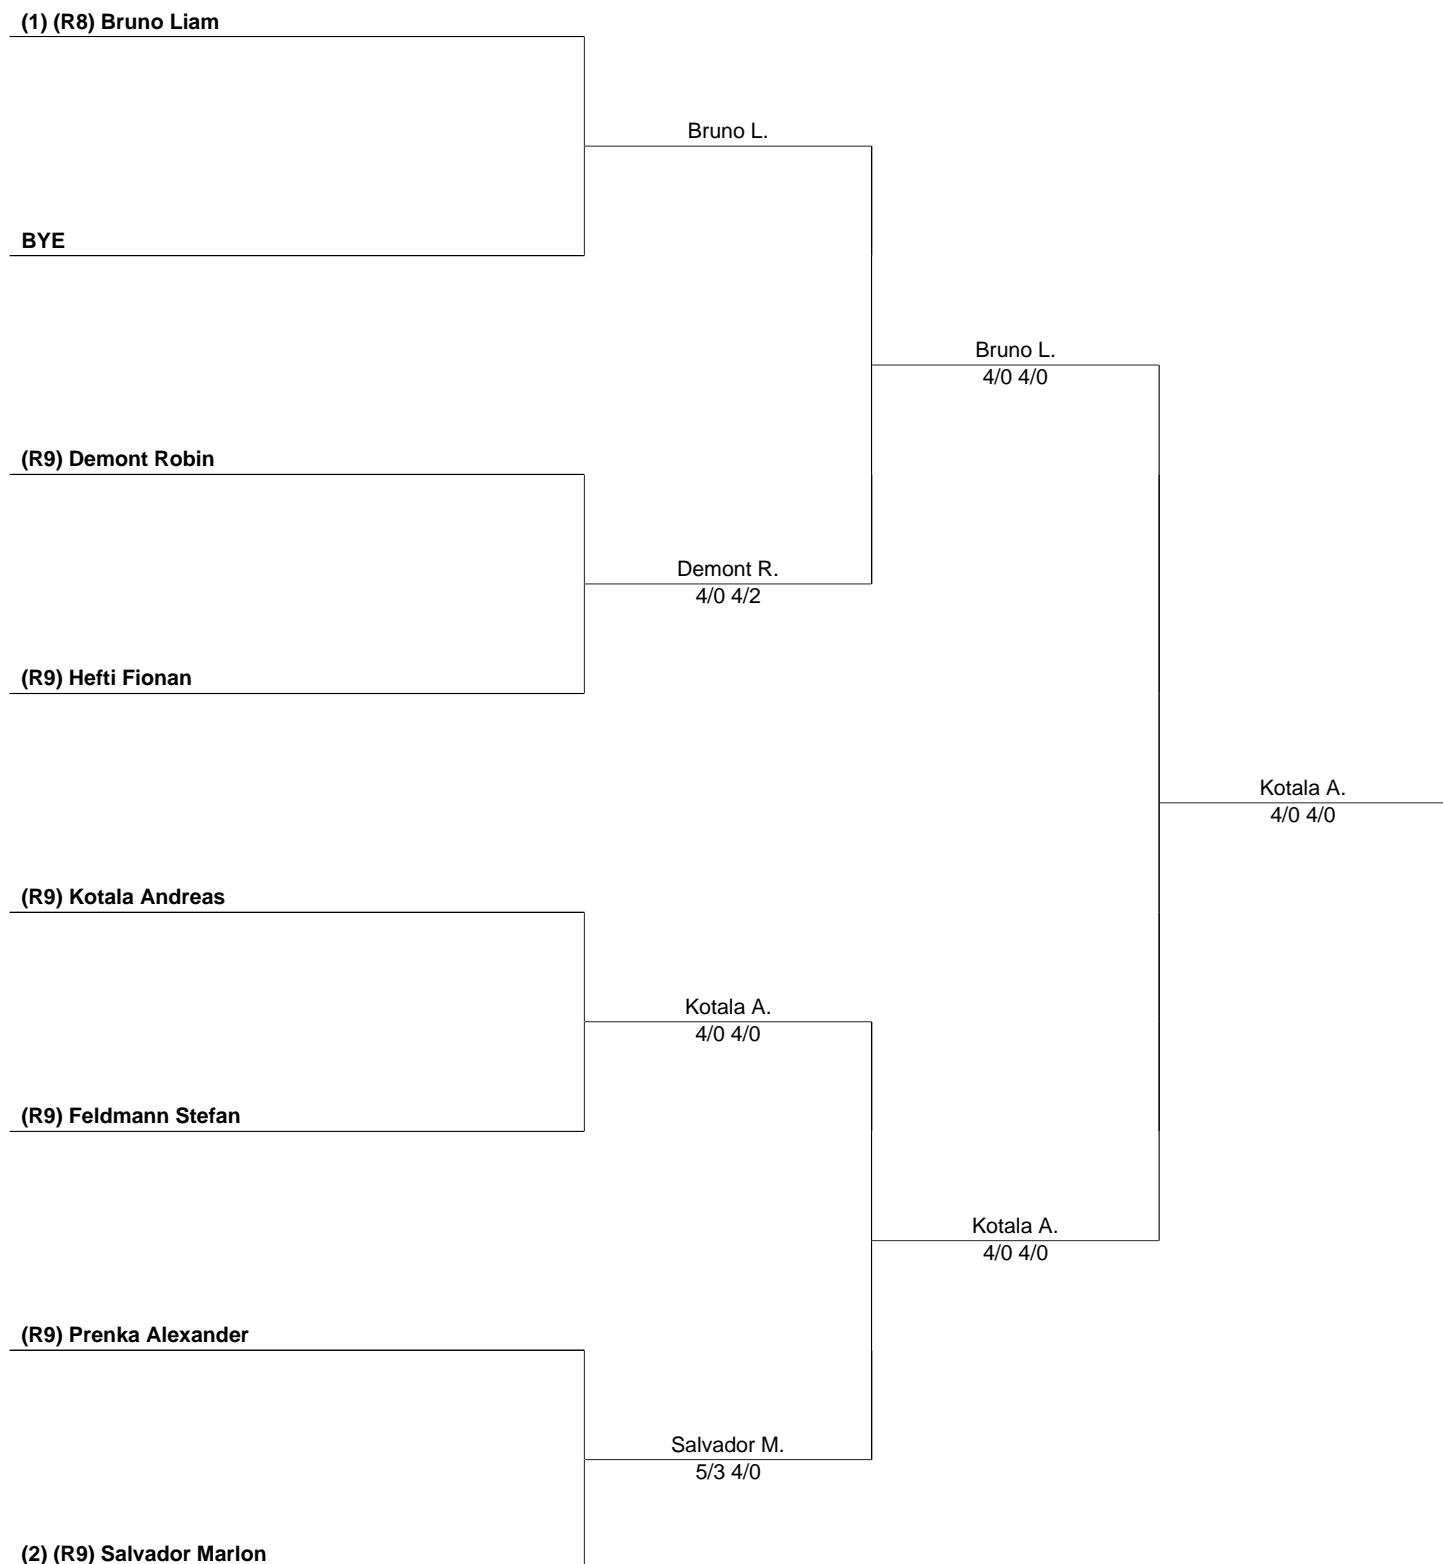 (1) (R8) Bruno Liam
Bruno L.
BYE
Bruno L.
4/0 4/0
(R9) Demont Robin
Demont R.
4/0 4/2
(R9) Hefti Fionan
Kotala A.
4/0 4/0
(R9) Kotala Andreas
Kotala A.
4/0 4/0
(R9) Feldmann Stefan
Kotala A.
4/0 4/0
(R9) Prenka Alexander
Salvador M.
5/3 4/0
(2) (R9) Salvador Marlon